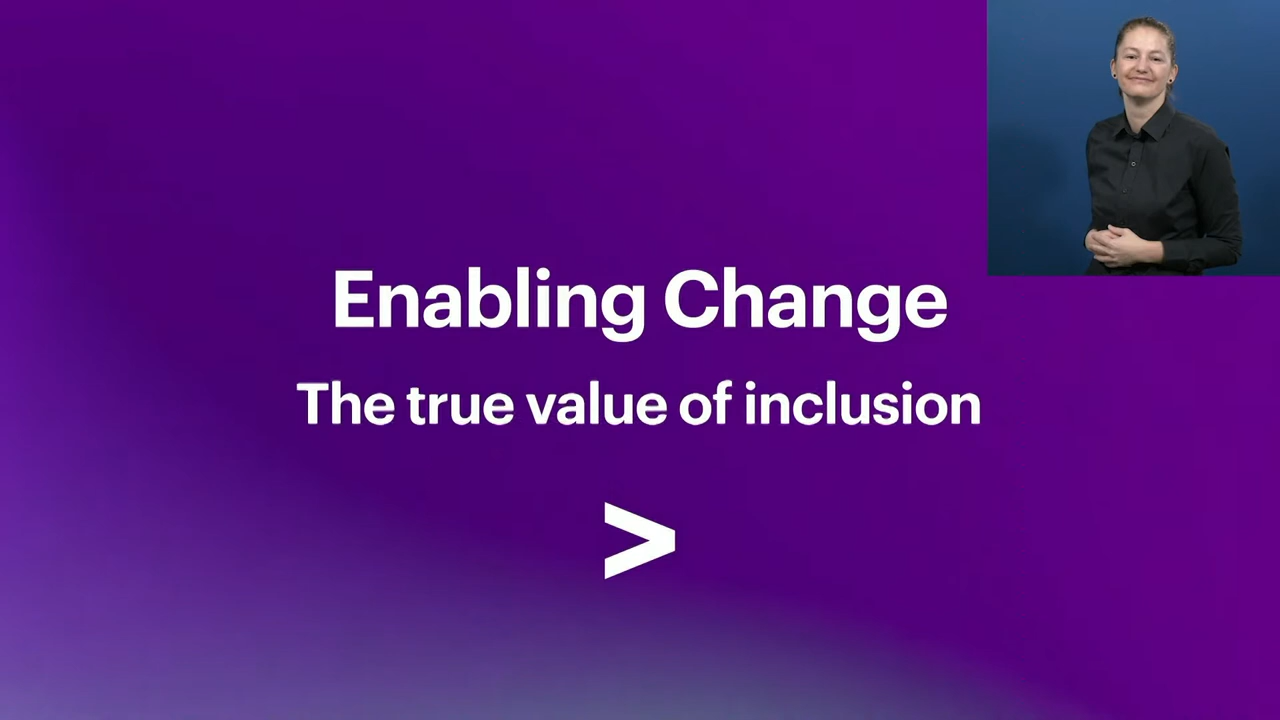 Enabling Change
The true value of inclusion
>